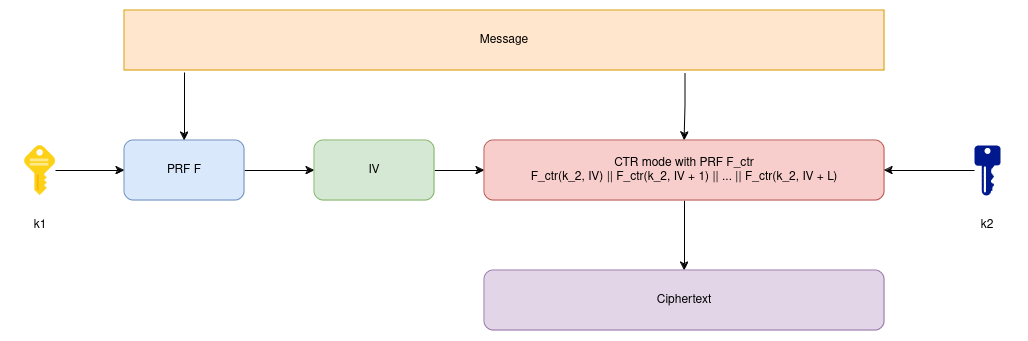 Message
PRF F
IV
CTR mode with PRF F_ctr
F_ctr(k_2, IV) || F_ctr(k_2, IV + 1) || ... || F_ctr(k_2, IV + L)
k1
k2
Ciphertext